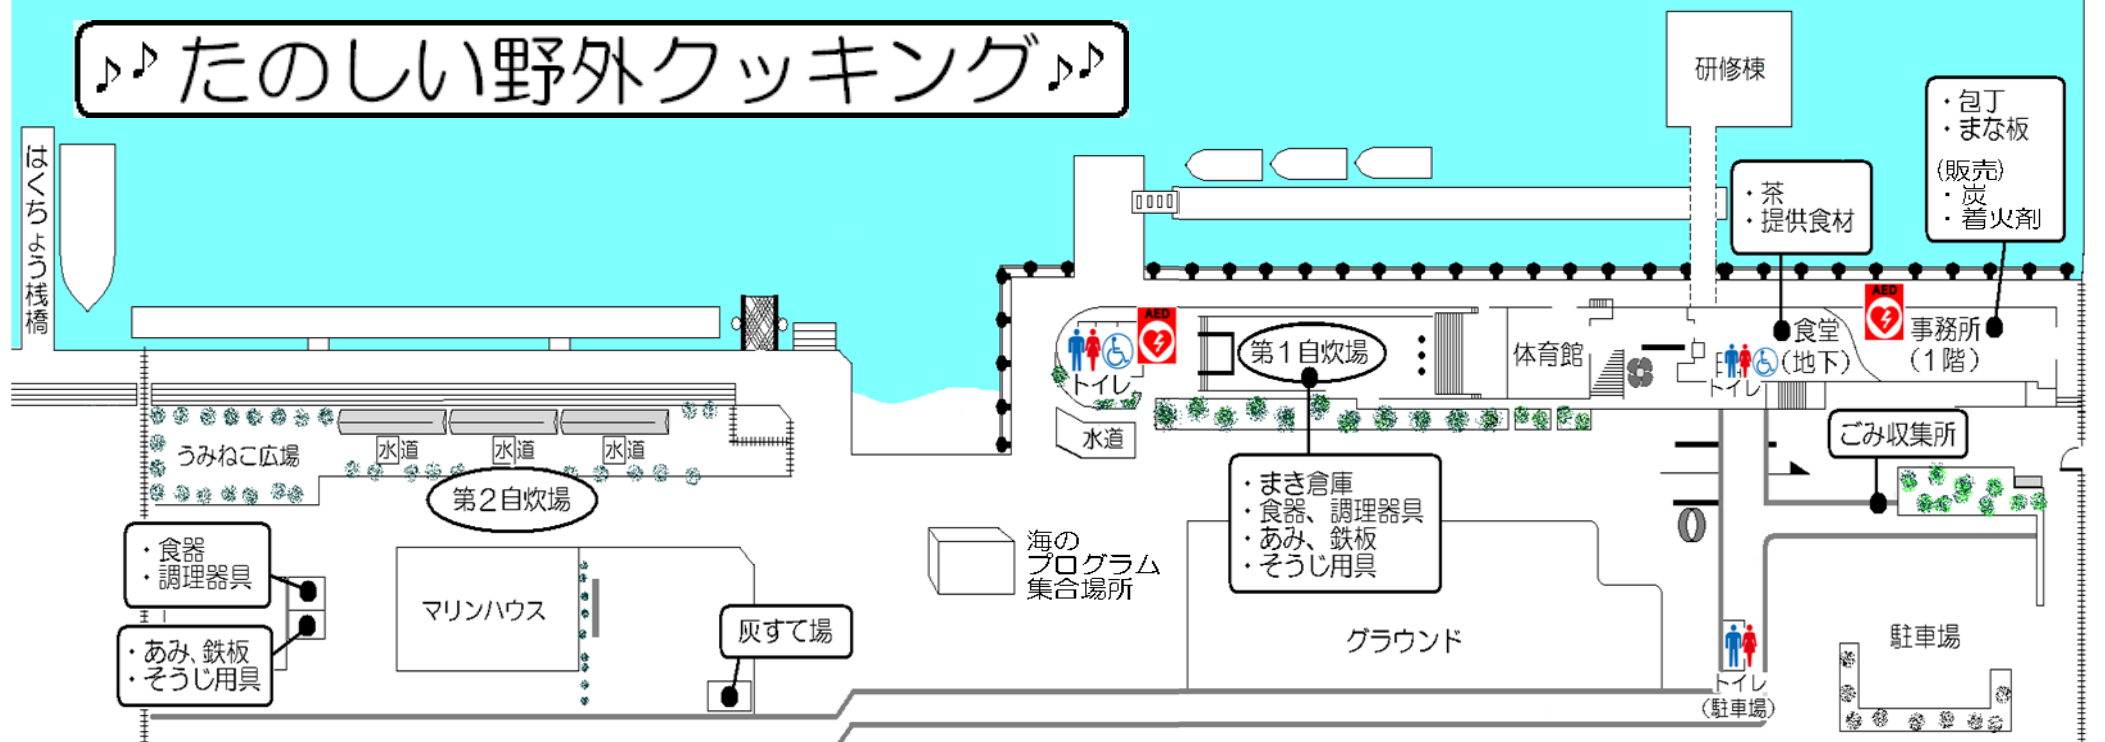 ♪♪たのしい野外クッキング♪♪
研修棟
・包丁
・まな板
(販売)
・炭
・着火剤
・茶
・提供食材
はくちょう桟橋
AED
AED
食堂
(地下)
事務所
(1階)
トイレ
第1自炊場
体育館
トイレ
水道
ごみ収集所
うみねこ広場
水道
水道
水道
第2自炊場
・まき倉庫
・食器、調理器具
・あみ、鉄板
・そうじ用具
・食器
・調理器具
・あみ、鉄板
・そうじ用具
マリンハウス
灰すて場
海の
プログラム
集合場所
グラウンド
駐車場
トイレ
(駐車場)